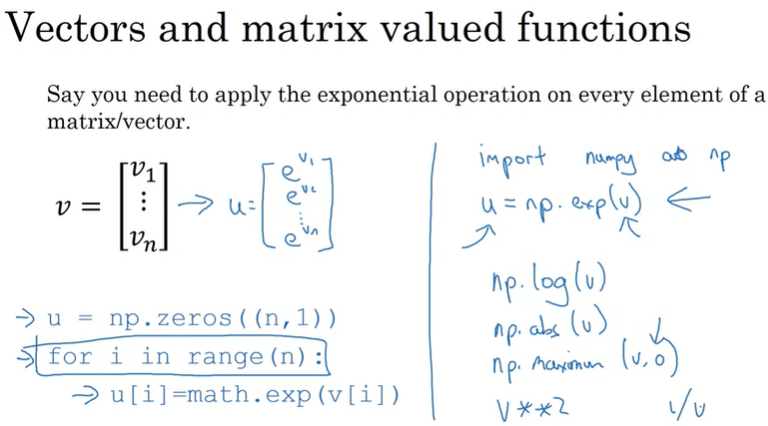 Vectors and matrix valued functions
Say you need to apply the exponential operation on every element of a
matrix/vector.
v = [v₁ ⋮ vₙ] → u = [e^v₁ e^v₂ ⋮ e^vₙ]
→ u = np.zeros((n,1))
→ for i in range(n):
→ u[i]=math.exp(v[i])
import numpy as np
u = np.exp(v) ←
np.log(v)
np.abs(v)
np.maximum(v,0)
v**2 1/v